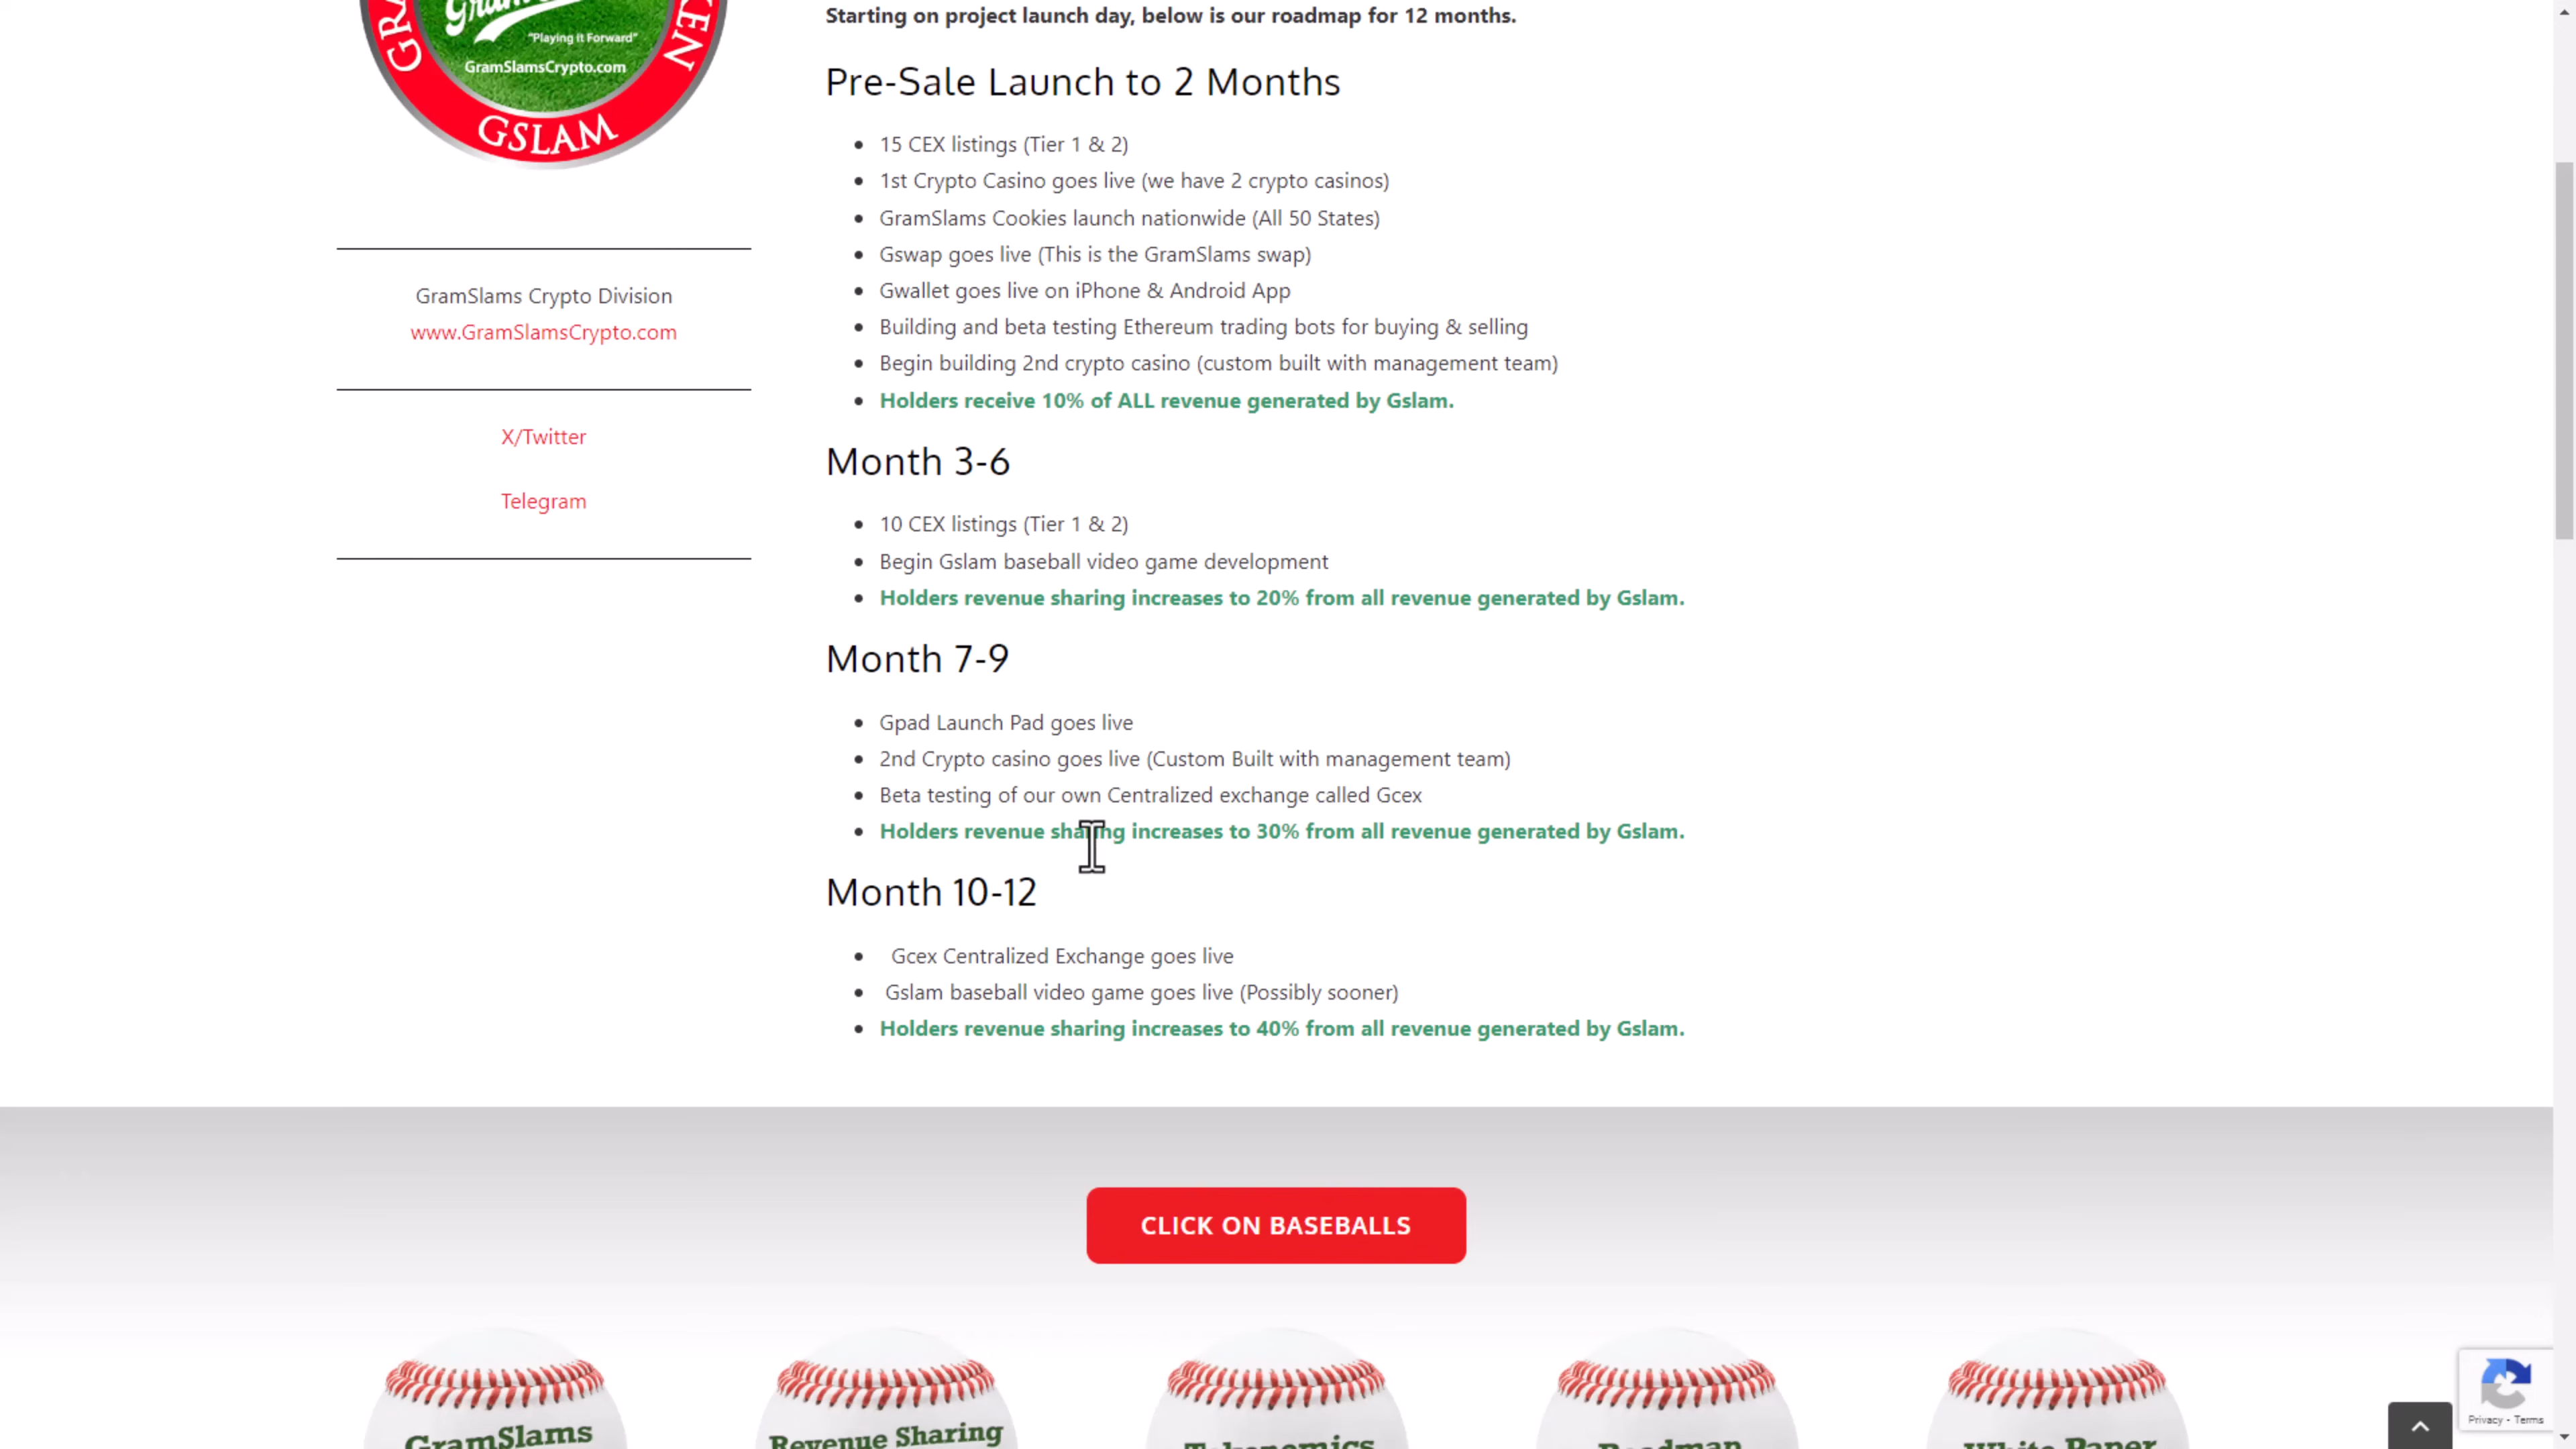 Gram
"Playing it Forward"
GramSlamsCrypto.com
GSLAM
GramSlams Crypto Division
www.GramSlamsCrypto.com
X/Twitter
Telegram
Starting on project launch day, below is our roadmap for 12 months.
Pre-Sale Launch to 2 Months
15 CEX listings (Tier 1 & 2)
1st Crypto Casino goes live (we have 2 crypto casinos)
GramSlams Cookies launch nationwide (All 50 States)
Gswap goes live (This is the GramSlams swap)
Gwallet goes live on iPhone & Android App
Building and beta testing Ethereum trading bots for buying & selling
Begin building 2nd crypto casino (custom built with management team)
Holders receive 10% of ALL revenue generated by Gslam.
Month 3-6
10 CEX listings (Tier 1 & 2)
Begin Gslam baseball video game development
Holders revenue sharing increases to 20% from all revenue generated by Gslam.
Month 7-9
Gpad Launch Pad goes live
2nd Crypto casino goes live (Custom Built with management team)
Beta testing of our own Centralized exchange called Gcex
Holders revenue sharing increases to 30% from all revenue generated by Gslam.
Month 10-12
Gcex Centralized Exchange goes live
Gslam baseball video game goes live (Possibly sooner)
Holders revenue sharing increases to 40% from all revenue generated by Gslam.
CLICK ON BASEBALLS
GramSlams
Revenue Sharing
Tokenomics
Roadmap
White Paper
Privacy - Terms